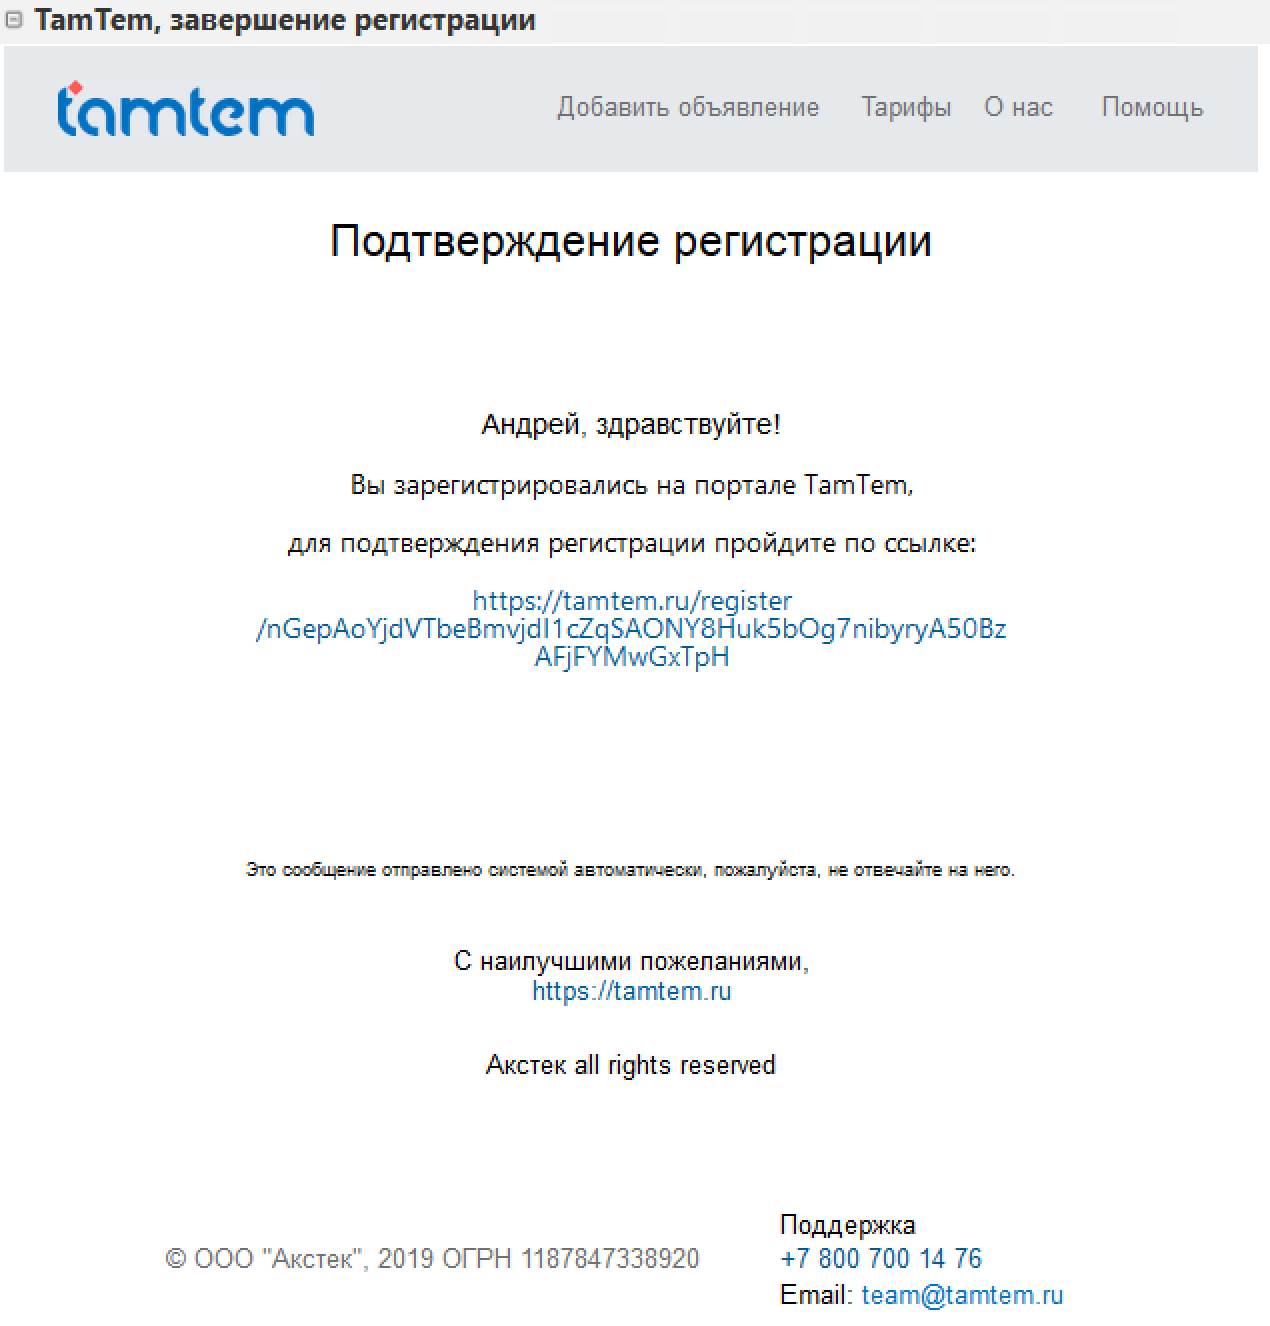 TamTem, завершение регистрации
tamtem
Добавить объявление Тарифы О нас Помощь
Подтверждение регистрации
Андрей, здравствуйте!
Вы зарегистрировались на портале TamTem,
для подтверждения регистрации пройдите по ссылке:
https://tamtem.ru/register
/nGepAoYjdVTbeBmvjdI1cZqSAONY8Huk5bOg7nibyryA50Bz
AFjFYMwGxTpH
Это сообщение отправлено системой автоматически, пожалуйста, не отвечайте на него.
С наилучшими пожеланиями,
https://tamtem.ru
Акстек all rights reserved
© ООО "Акстек", 2019 ОГРН 1187847338920
Поддержка
+7 800 700 14 76
Email: team@tamtem.ru